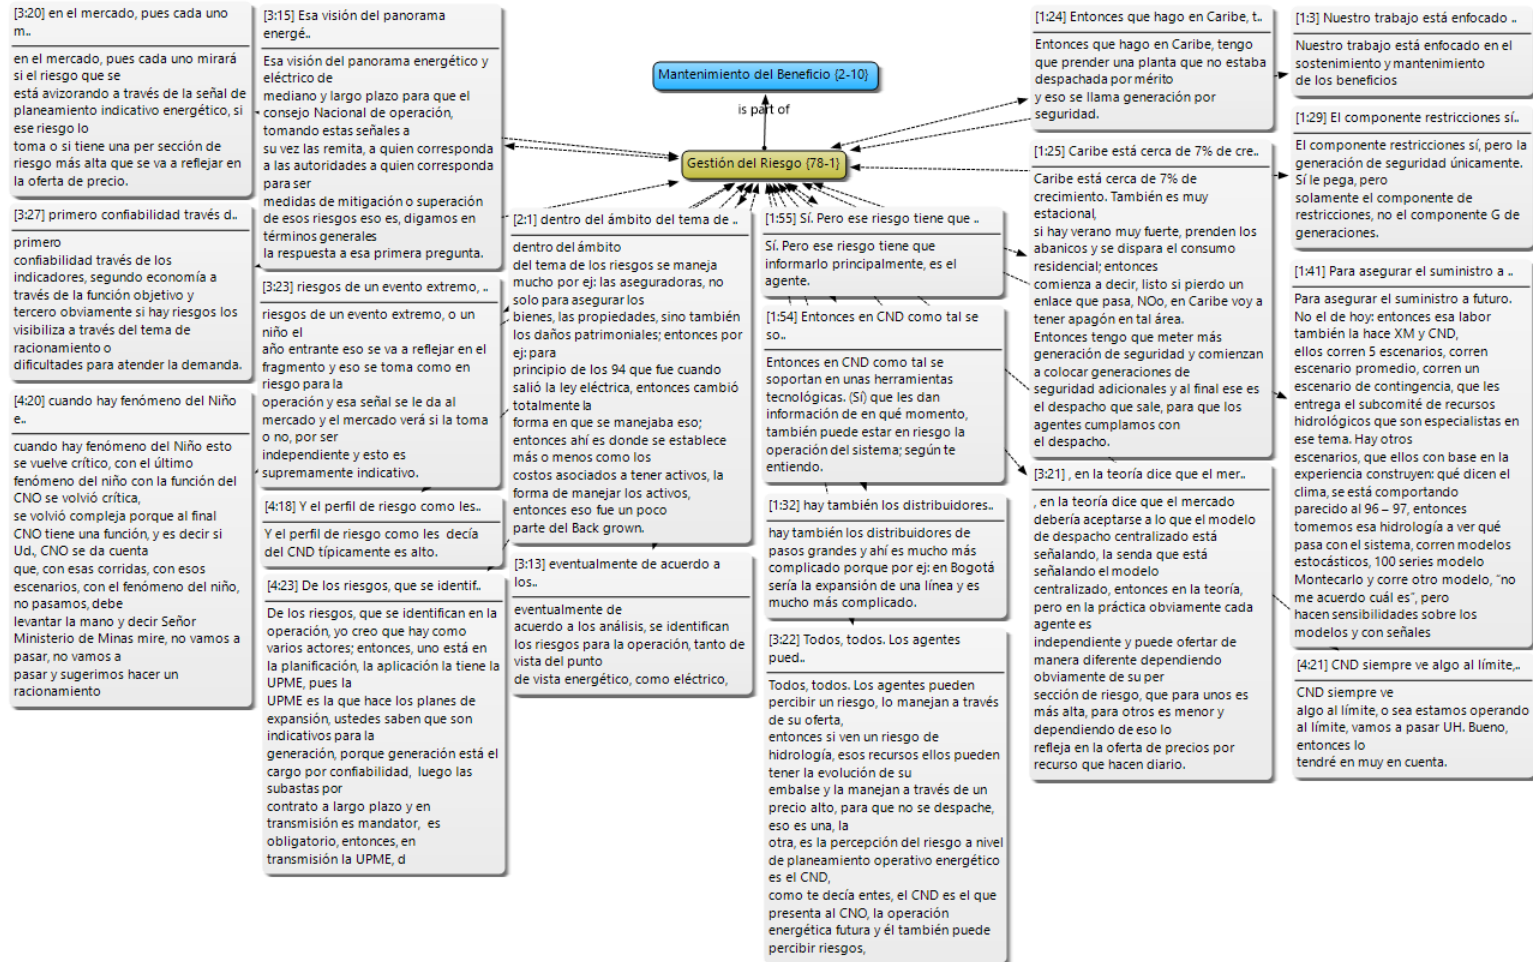 [3:20] en el mercado, pues cada uno
m..
en el mercado, pues cada uno mirará
si el riesgo que se
está avizorando a través de la señal de
planeamiento indicativo energético, si
ese riesgo lo
toma o si tiene una per sección de
riesgo más alta que se va a reflejar en
la oferta de precio.
[3:27] primero confiabilidad través d..
primero
confiabilidad través de los
indicadores, segundo economía a
través de la función objetivo y
tercero obviamente si hay riesgos los
visibiliza a través del tema de
racionamiento o
dificultades para atender la demanda.
[4:20] cuando hay fenómeno del Niño
e..
cuando hay fenómeno del Niño esto
se vuelve crítico, con el último
fenómeno del niño con la función del
CNO se volvió crítica,
se volvió compleja porque al final
CNO tiene una función, y es decir si
Ud., CNO se da cuenta
que, con esas corridas, con esos
escenarios, con el fenómeno del niño,
no pasamos, debe
levantar la mano y decir Señor
Ministerio de Minas mire, no vamos a
pasar, no vamos a
pasar y sugerimos hacer un
racionamiento
[3:15] Esa visión del panorama
energé..
Esa visión del panorama energético y
eléctrico de
mediano y largo plazo para que el
consejo Nacional de operación,
tomando estas señales a
su vez las remita, a quien corresponda
a las autoridades a quien corresponda
para ser
medidas de mitigación o superación
de esos riesgos eso es, digamos en
términos generales
la respuesta a esa primera pregunta.
[3:23] riesgos de un evento extremo, ..
riesgos de un evento extremo, o un
niño el
año entrante eso se va a reflejar en el
fragmento y eso se toma como en
riesgo para la
operación y esa señal se le da al
mercado y el mercado verá si la toma
o no, por ser
independiente y esto es
supremamente indicativo.
[4:18] Y el perfil de riesgo como les..
Y el perfil de riesgo como les decía
del CND típicamente es alto.
[4:23] De los riesgos, que se identif..
De los riesgos, que se identifican en la
operación, yo creo que hay como
varios actores; entonces, uno está en
la planificación, la aplicación la tiene la
UPME, pues la
UPME es la que hace los planes de
expansión, ustedes saben que son
indicativos para la
generación, porque generación está el
cargo por confiabilidad, luego las
subastas por
contrato a largo plazo y en
transmisión es mandator, es
obligatorio, entonces, en
transmisión la UPME, d
Mantenimiento del Beneficio {2-10}
is part of
Gestión del Riesgo {78-1}
[2:1] dentro del ámbito del tema de ..
dentro del ámbito
del tema de los riesgos se maneja
mucho por ej: las aseguradoras, no
solo para asegurar los
bienes, las propiedades, sino también
los daños patrimoniales; entonces por
ej: para
principio de los 94 que fue cuando
salió la ley eléctrica, entonces cambió
totalmente la
forma en que se manejaba eso;
entonces ahí es donde se establece
más o menos como los
costos asociados a tener activos, la
forma de manejar los activos,
entonces eso fue un poco
parte del Back grown.
[3:13] eventualmente de acuerdo a
los..
eventualmente de
acuerdo a los análisis, se identifican
los riesgos para la operación, tanto de
vista del punto
de vista energético, como eléctrico,
[1:55] Sí. Pero ese riesgo tiene que ..
Sí. Pero ese riesgo tiene que
informarlo principalmente, es el
agente.
[1:54] Entonces en CND como tal se
so..
Entonces en CND como tal se
soportan en unas herramientas
tecnológicas. (Sí) que les dan
información de en qué momento,
también puede estar en riesgo la
operación del sistema; según te
entiendo.
[1:32] hay también los distribuidores..
hay también los distribuidores de
pasos grandes y ahí es mucho más
complicado porque por ej: en Bogotá
sería la expansión de una línea y es
mucho más complicado.
[3:22] Todos, todos. Los agentes
pued..
Todos, todos. Los agentes pueden
percibir un riesgo, lo manejan a través
de su oferta,
entonces si ven un riesgo de
hidrología, esos recursos ellos pueden
tener la evolución de su
embalse y la manejan a través de un
precio alto, para que no se despache,
eso es una, la
otra, es la percepción del riesgo a nivel
de planeamiento operativo energético
es el CND,
como te decía entes, el CND es el que
presenta al CNO, la operación
energética futura y él también puede
percibir riesgos,
[1:24] Entonces que hago en Caribe, t..
Entonces que hago en Caribe, tengo
que prender una planta que no estaba
despachada por mérito
y eso se llama generación por
seguridad.
[1:25] Caribe está cerca de 7% de cre..
Caribe está cerca de 7% de
crecimiento. También es muy
estacional,
si hay verano muy fuerte, prenden los
abanicos y se dispara el consumo
residencial; entonces
comienza a decir, listo si pierdo un
enlace que pasa, NOo, en Caribe voy a
tener apagón en tal área.
Entonces tengo que meter más
generación de seguridad y comienzan
a colocar generaciones de
seguridad adicionales y al final ese es
el despacho que sale, para que los
agentes cumplamos con
el despacho.
[3:21] , en la teoría dice que el mer..
, en la teoría dice que el mercado
debería aceptarse a lo que el modelo
de despacho centralizado está
señalando, la senda que está
señalando el modelo
centralizado, entonces en la teoría,
pero en la práctica obviamente cada
agente es
independiente y puede ofertar de
manera diferente dependiendo
obviamente de su per
sección de riesgo, que para unos es
más alta, para otros es menor y
dependiendo de eso lo
refleja en la oferta de precios por
recurso que hacen diario.
[1:3] Nuestro trabajo está enfocado ..
Nuestro trabajo está enfocado en el
sostenimiento y mantenimiento
de los beneficios
[1:29] El componente restricciones sí..
El componente restricciones sí, pero la
generación de seguridad únicamente.
Sí le pega, pero
solamente el componente de
restricciones, no el componente G de
generaciones.
[1:41] Para asegurar el suministro a ..
Para asegurar el suministro a futuro.
No el de hoy: entonces esa labor
también la hace XM y CND,
ellos corren 5 escenarios, corren
escenario promedio, corren un
escenario de contingencia, que les
entrega el subcomité de recursos
hidrológicos que son especialistas en
ese tema. Hay otros
escenarios, que ellos con base en la
experiencia construyen: qué dicen el
clima, se está comportando
parecido al 96 – 97, entonces
tomemos esa hidrología a ver qué
pasa con el sistema, corren modelos
estocásticos, 100 series modelo
Montecarlo y corre otro modelo, "no
me acuerdo cuál es", pero
hacen sensibilidades sobre los
modelos y con señales
[4:21] CND siempre ve algo al límite,..
CND siempre ve
algo al límite, o sea estamos operando
al límite, vamos a pasar UH. Bueno,
entonces lo
tendré en muy en cuenta.